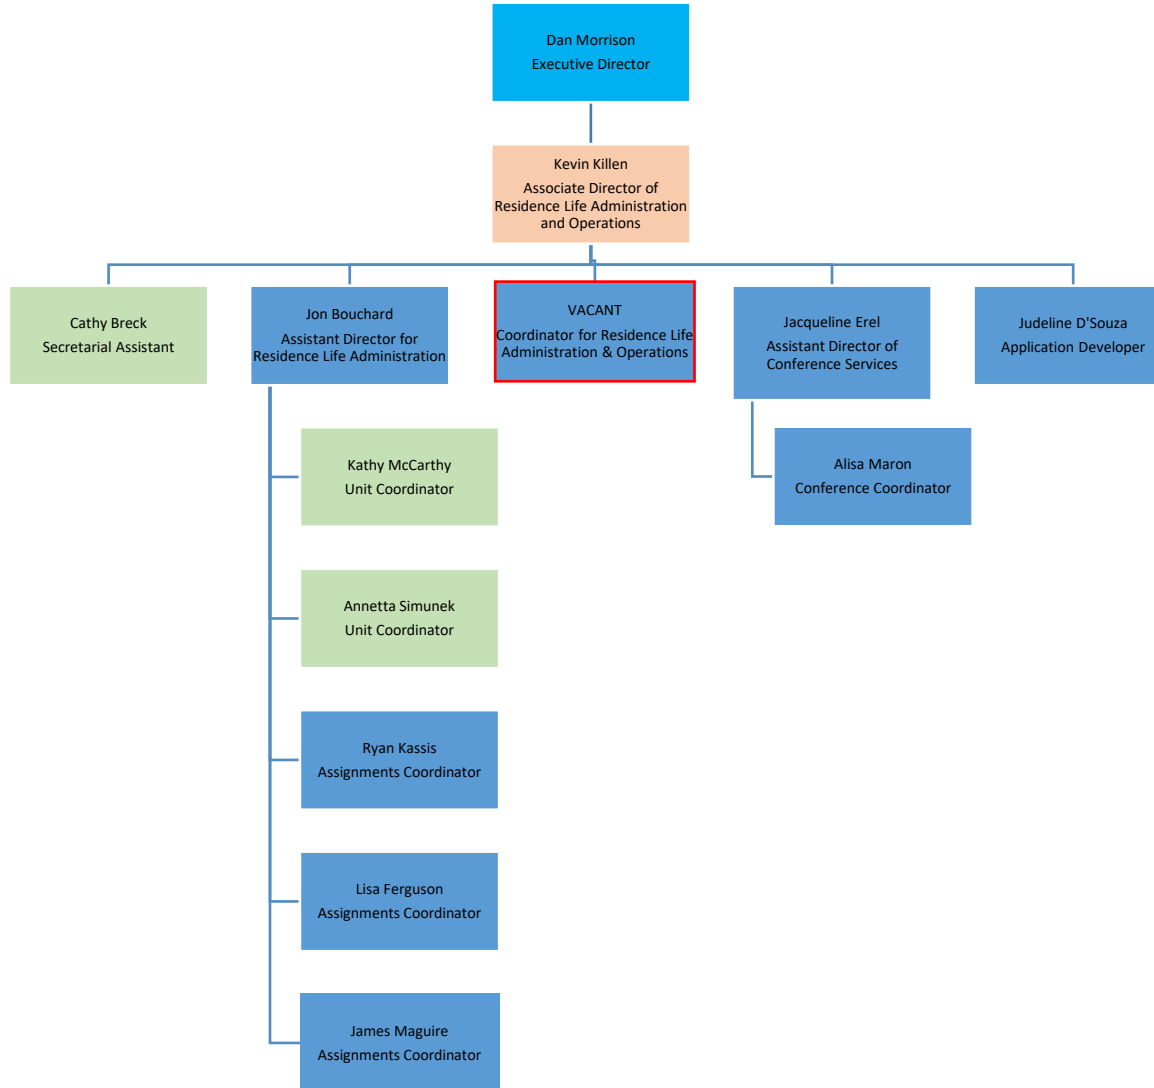 Dan Morrison
Executive Director
Kevin Killen
Associate Director of
Residence Life Administration
and Operations
Cathy Breck
Secretarial Assistant
Jon Bouchard
Assistant Director for
Residence Life Administration
VACANT
Coordinator for Residence Life
Administration & Operations
Jacqueline Erel
Assistant Director of
Conference Services
Judeline D'Souza
Application Developer
Kathy McCarthy
Unit Coordinator
Alisa Maron
Conference Coordinator
Annetta Simunek
Unit Coordinator
Ryan Kassis
Assignments Coordinator
Lisa Ferguson
Assignments Coordinator
James Maguire
Assignments Coordinator